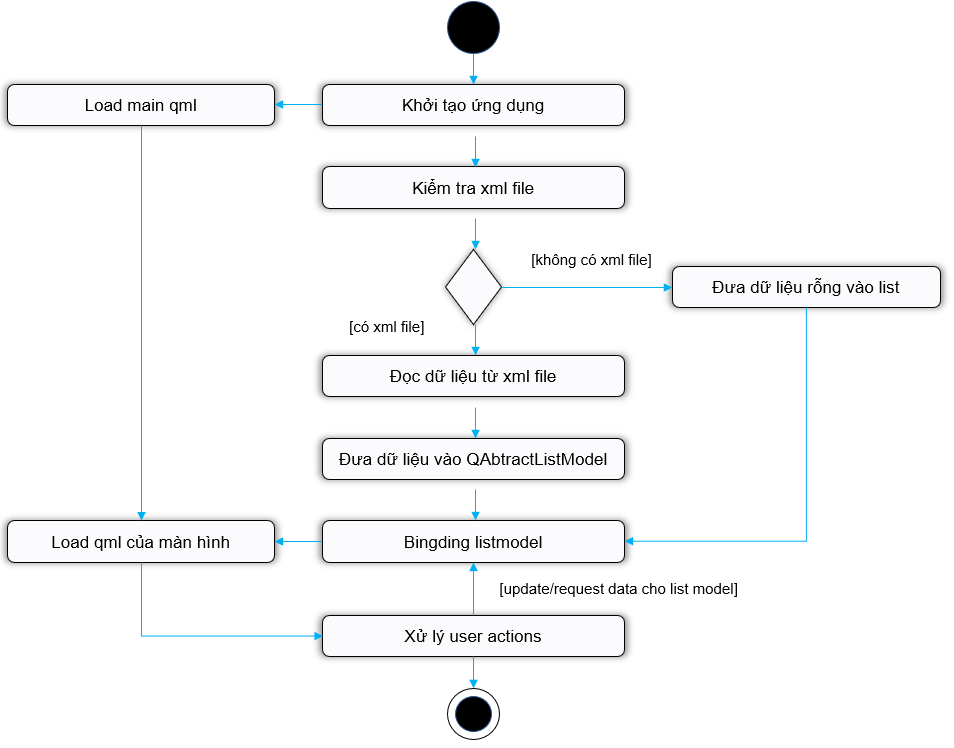 Load main qml
Khởi tạo ứng dụng
Kiểm tra xml file
[không có xml file]
Đưa dữ liệu rỗng vào list
[có xml file]
Đọc dữ liệu từ xml file
Đưa dữ liệu vào QAbtractListModel
Load qml của màn hình
Bingding listmodel
[update/request data cho list model]
Xử lý user actions